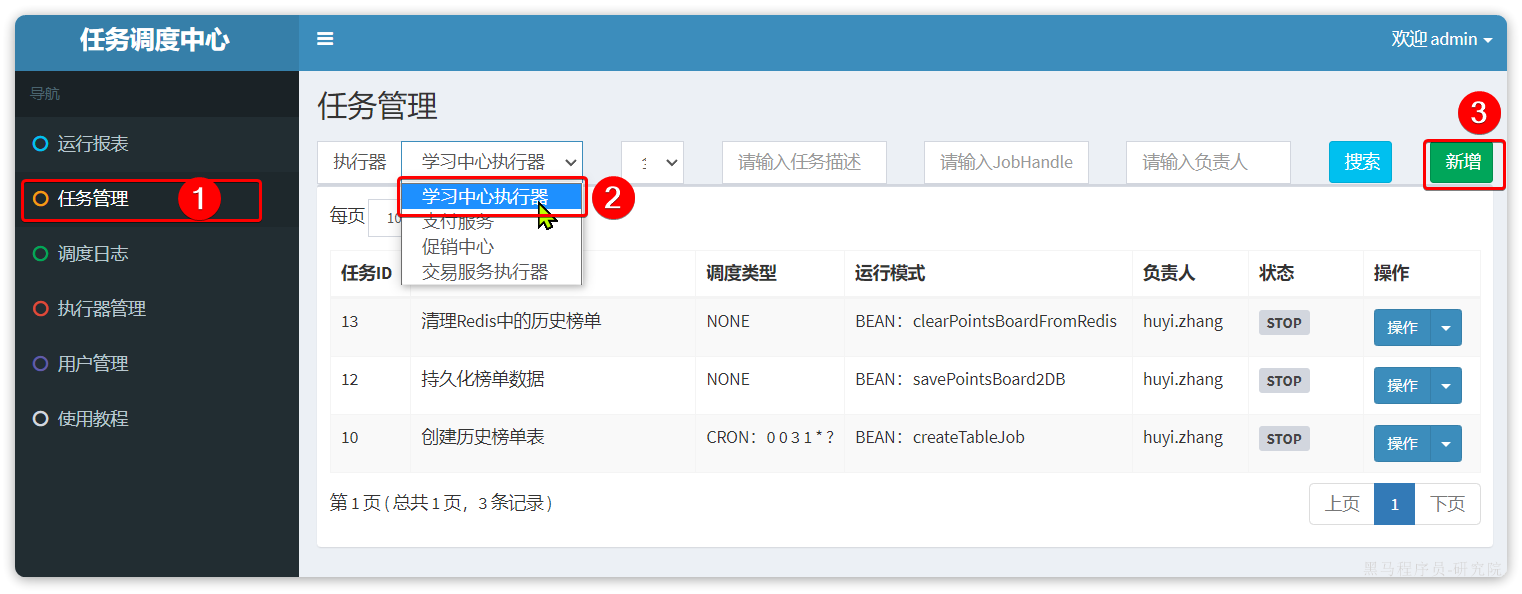 任务调度中心
欢迎 admin
导航
运行报表
任务管理
1
调度日志
执行器管理
用户管理
使用教程
任务管理
3
执行器 学习中心执行器 请输入任务描述 请输入JobHandle 请输入负责人 搜索 新增
学习中心执行器
2
支付服务
促销中心
交易服务执行器
每页 10
任务ID 调度类型 运行模式 负责人 状态 操作
13 清理Redis中的历史榜单 NONE BEAN：clearPointsBoardFromRedis huyi.zhang STOP 操作
12 持久化榜单数据 NONE BEAN：savePointsBoard2DB huyi.zhang STOP 操作
10 创建历史榜单表 CRON：0 0 3 1 * ? BEAN：createTableJob huyi.zhang STOP 操作
第 1 页 ( 总共 1 页，3 条记录 )
上页 1 下页
黑马程序员-研究院